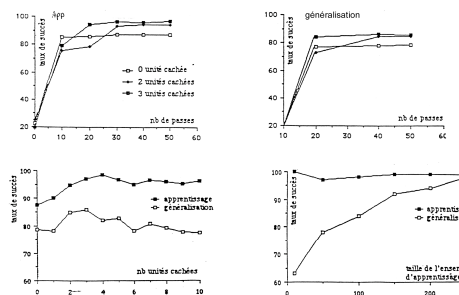 App
généralisation
taux de succès
100
80
60
40
20
0 unité cachée
2 unités cachées
3 unités cachées
nb de passes
0 10 20 30 40 50 60
taux de succès
100
80
60
40
20
nb de passes
10 20 30 40 50 60
taux de succès
100
90
80
70
60
apprentissage
généralisation
nb unités cachées
0 2 4 6 8 10
taux de succès
100
90
80
70
60
apprentis
générālis
taille de l'enser
d'apprentissage
0 100 200